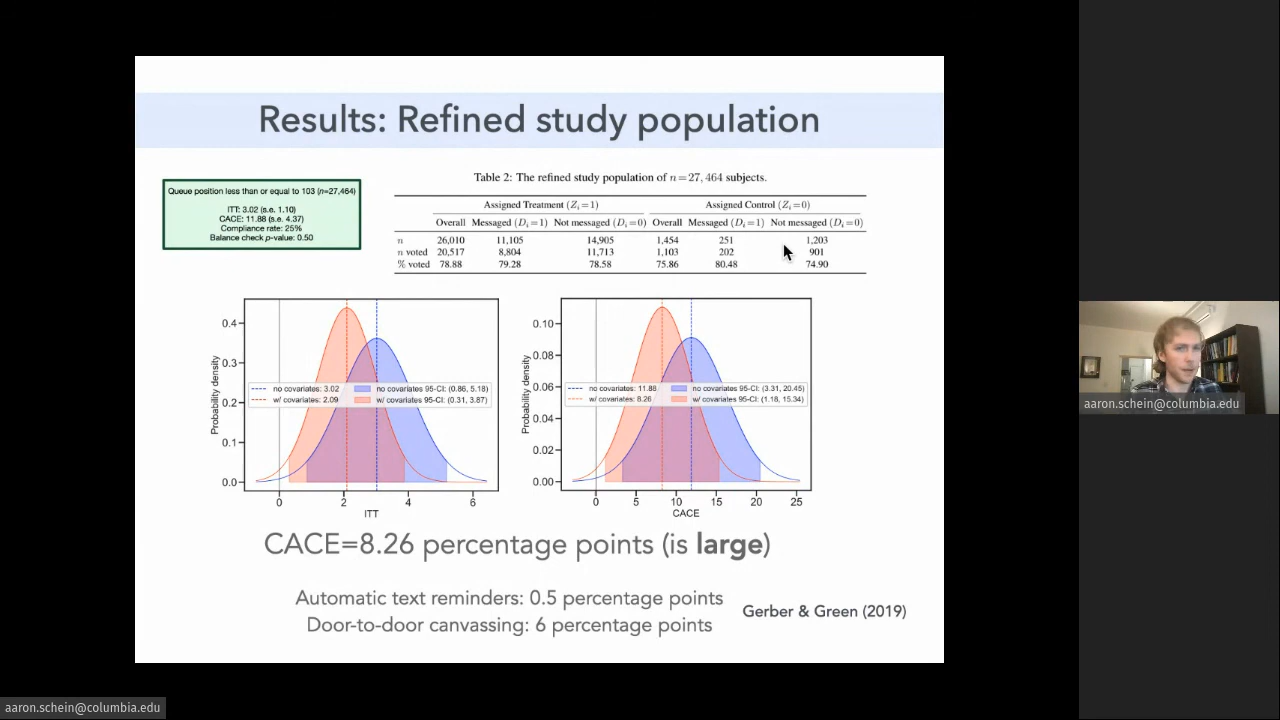 Results: Refined study population
Queue position less than or equal to 103 (n=27,464)
ITT: 3.02 (s.e. 1.10)
CACE: 11.88 (s.e. 4.37)
Compliance rate: 25%
Balance check p-value: 0.50
Table 2: The refined study population of n=27,464 subjects.
Assigned Treatment (Zi=1) Assigned Control (Zi=0)
Overall Messaged (Di=1) Not messaged (Di=0) Overall Messaged (Di=1) Not messaged (Di=0)
n 26,010 11,105 14,905 1,454 251 1,203
n voted 20,517 8,804 11,713 1,103 202 901
% voted 78.88 79.28 78.58 75.86 80.48 74.90
Probability density
0.4
0.3
0.2
0.1
0.0
no covariates: 3.02 no covariates 95-CI: (0.86, 5.18)
w/ covariates: 2.09 w/ covariates 95-CI: (0.31, 3.87)
0 2 4 6
ITT
Probability density
0.10
0.08
0.06
0.04
0.02
0.00
no covariates: 11.88 no covariates 95-CI: (3.31, 20.45)
w/ covariates: 8.26 w/ covariates 95-CI: (1.18, 15.34)
0 5 10 15 20 25
CACE
CACE=8.26 percentage points (is large)
Automatic text reminders: 0.5 percentage points
Door-to-door canvassing: 6 percentage points
Gerber & Green (2019)
aaron.schein@columbia.edu
aaron.schein@columbia.edu